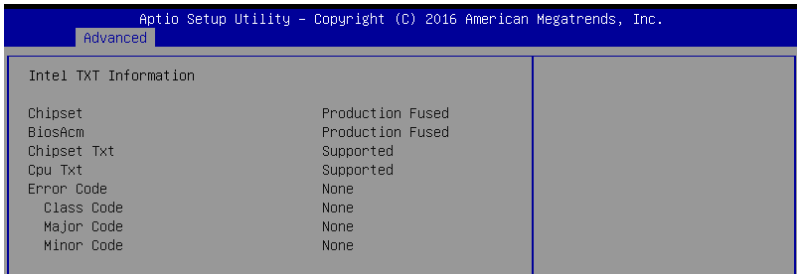 Aptio Setup Utility – Copyright (C) 2016 American Megatrends, Inc.
Advanced
Intel TXT Information
Chipset Production Fused
BiosAcm Production Fused
Chipset Txt Supported
Cpu Txt Supported
Error Code None
Class Code None
Major Code None
Minor Code None